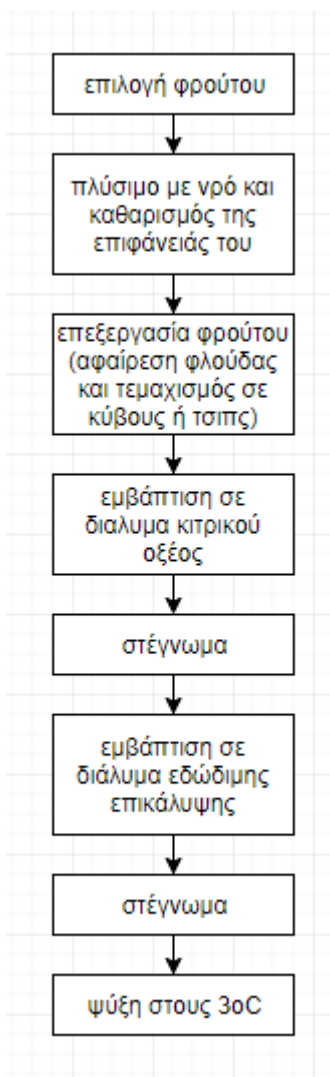 επιλογή φρούτου
πλύσιμο με νρό και
καθαρισμός της
επιφάνειάς του
επεξεργασία φρούτου
(αφαίρεση φλούδας
και τεμαχισμός σε
κύβους ή τσιπς)
εμβάπτιση σε
διαλυμα κιτρικού
οξέος
στέγνωμα
εμβάπτιση σε
διάλυμα εδώδιμης
επικάλυψης
στέγνωμα
ψύξη στους 3οC